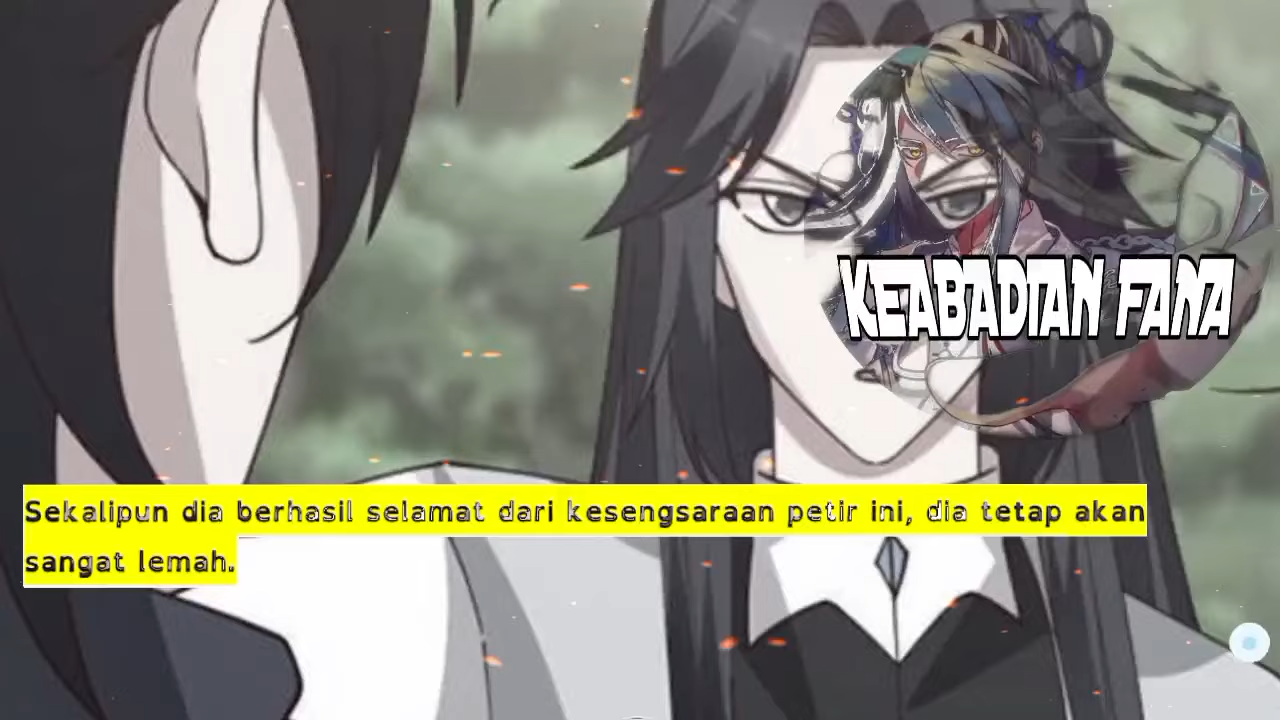 KEABADIAN FANA
Sekalipun dia berhasil selamat dari kesengsaraan petir ini, dia tetap akan
sangat lemah.